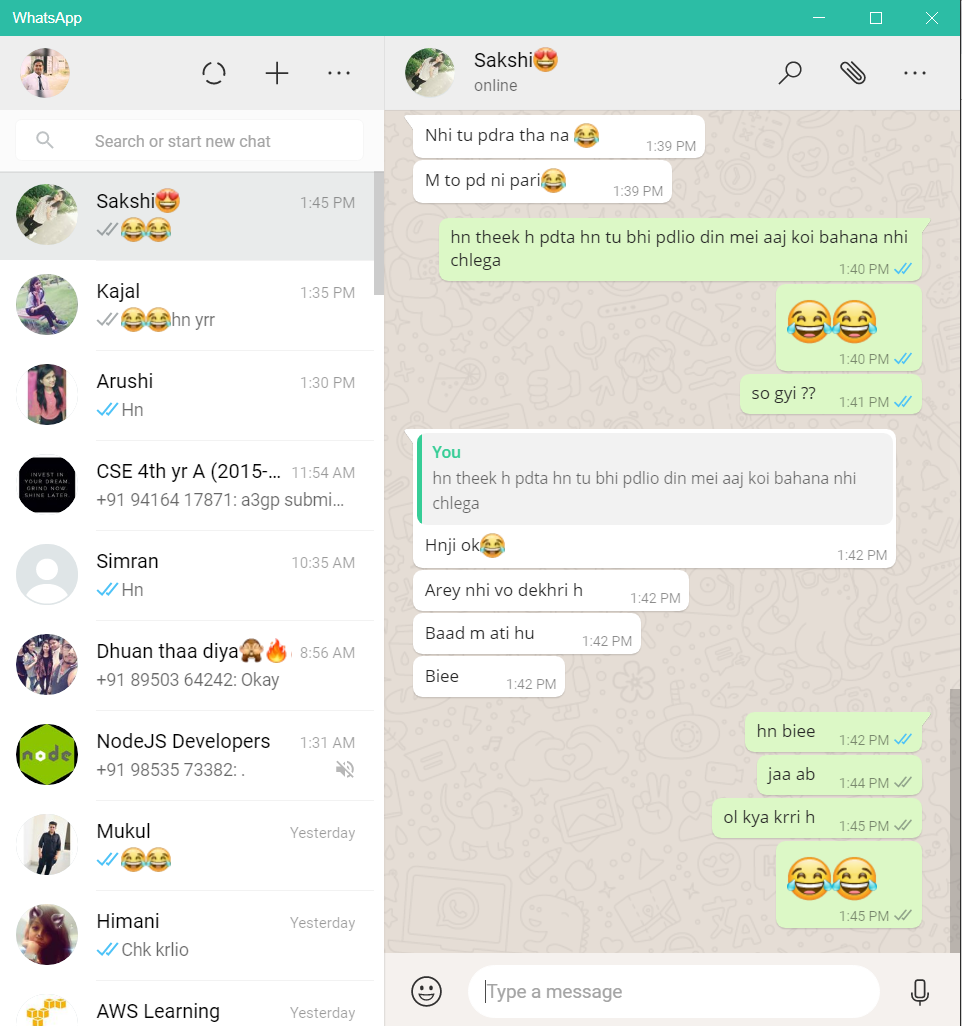 WhatsApp
Search or start new chat
Sakshi😍
1:45 PM
😂😂
Kajal
1:35 PM
😂😂hn yrr
Arushi
1:30 PM
Hn
INVEST IN
YOUR DREAM.
GRIND NOW.
SHINE LATER.
CSE 4th yr A (2015-...
11:54 AM
+91 94164 17871: a3gp submi...
Simran
10:35 AM
Hn
Dhuan thaa diya🙈🔥
8:56 AM
+91 89503 64242: Okay
node
NodeJS Developers
1:31 AM
+91 98535 73382: .
Mukul
Yesterday
😂😂
Himani
Yesterday
Chk krlio
AWS Learning
Yesterday
Sakshi😍
online
Nhi tu pdra tha na 😂
1:39 PM
M to pd ni pari😂
1:39 PM
hn theek h pdta hn tu bhi pdlio din mei aaj koi bahana nhi
chlega
1:40 PM
😂😂
1:40 PM
so gyi ??
1:41 PM
You
hn theek h pdta hn tu bhi pdlio din mei aaj koi bahana nhi
chlega
Hnji ok😂
1:42 PM
Arey nhi vo dekhri h
1:42 PM
Baad m ati hu
1:42 PM
Biee
1:42 PM
hn biee
1:42 PM
jaa ab
1:44 PM
ol kya krri h
1:45 PM
😂😂
1:45 PM
Type a message